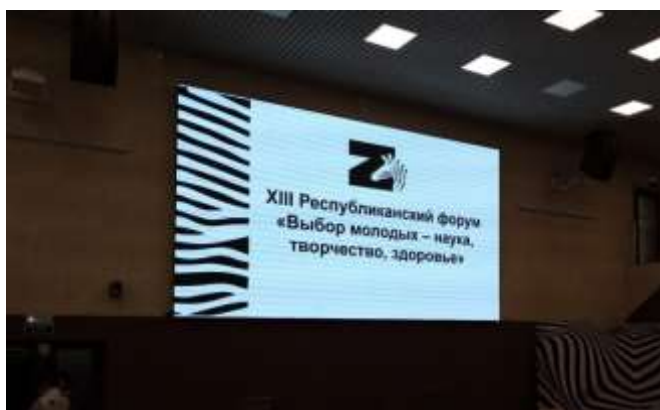 Z
XIII Республиканский форум
«Выбор молодых – наука,
творчество, здоровье»